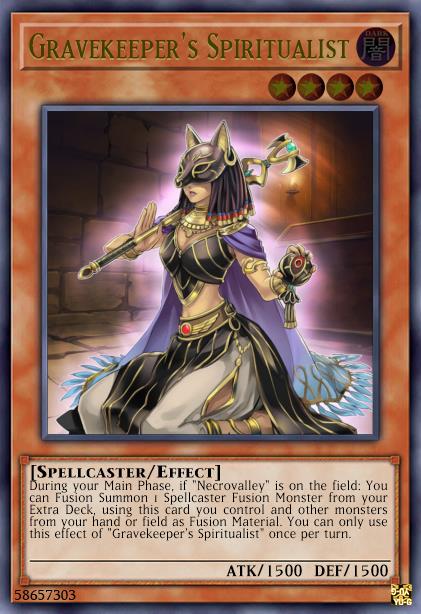 Gravekeeper's Spiritualist
DARK
闇
[Spellcaster/Effect]
During your Main Phase, if "Necrovalley" is on the field: You
can Fusion Summon 1 Spellcaster Fusion Monster from your
Extra Deck, using this card you control and other monsters
from your hand or field as Fusion Material. You can only use
this effect of "Gravekeeper's Spiritualist" once per turn.
ATK/1500 DEF/1500
58657303